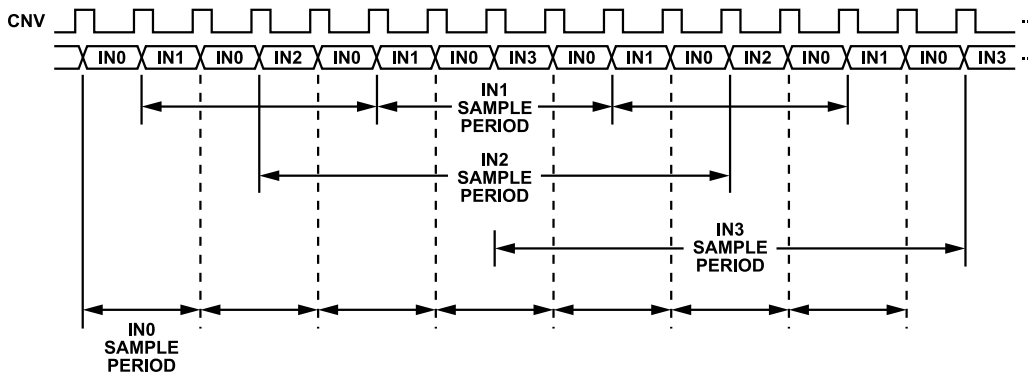 CNV
IN0 IN1 IN0 IN2 IN0 IN1 IN0 IN3 IN0 IN1 IN0 IN2 IN0 IN1 IN0 IN3
IN1
SAMPLE
PERIOD
IN2
SAMPLE
PERIOD
IN3
SAMPLE
PERIOD
IN0
SAMPLE
PERIOD